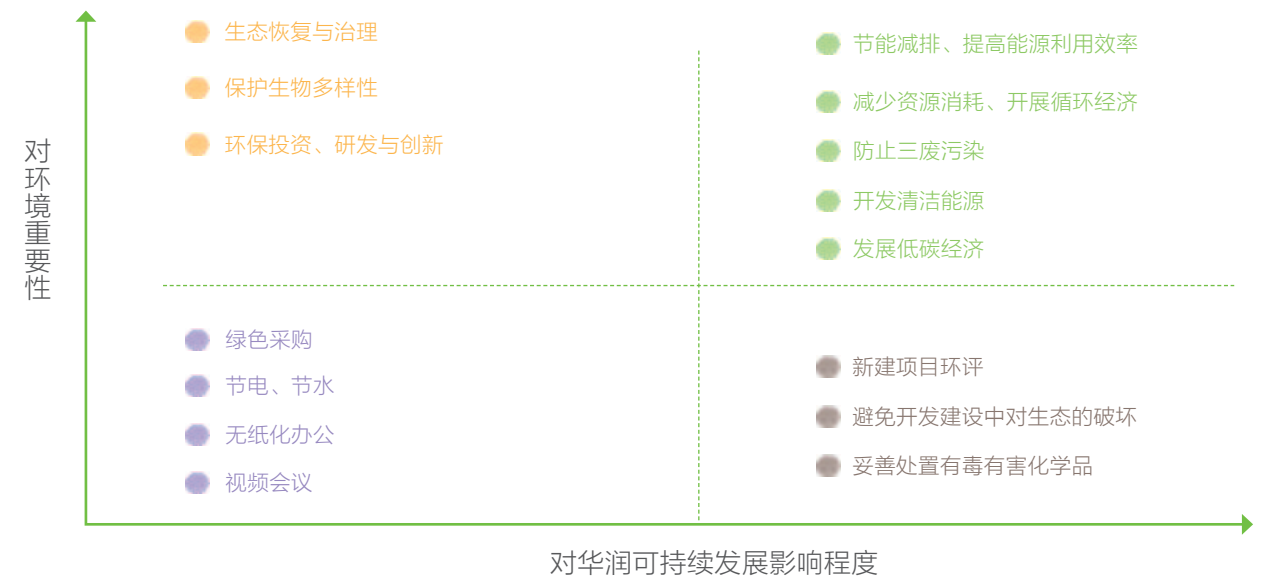 对环境重要性
生态恢复与治理
保护生物多样性
环保投资、研发与创新
节能减排、提高能源利用效率
减少资源消耗、开展循环经济
防止三废污染
开发清洁能源
发展低碳经济
绿色采购
节电、节水
无纸化办公
视频会议
新建项目环评
避免开发建设中对生态的破坏
妥善处置有毒有害化学品
对华润可持续发展影响程度